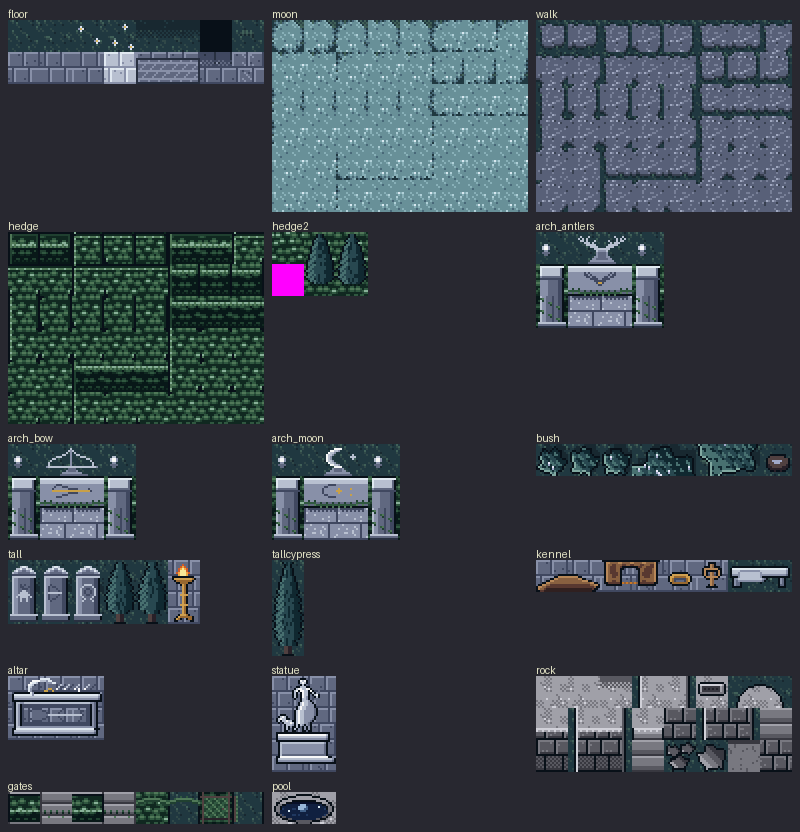 floor
moon
walk
hedge
hedge2
arch_antlers
arch_bow
arch_moon
bush
tall
tallcypress
kennel
altar
statue
rock
gates
pool